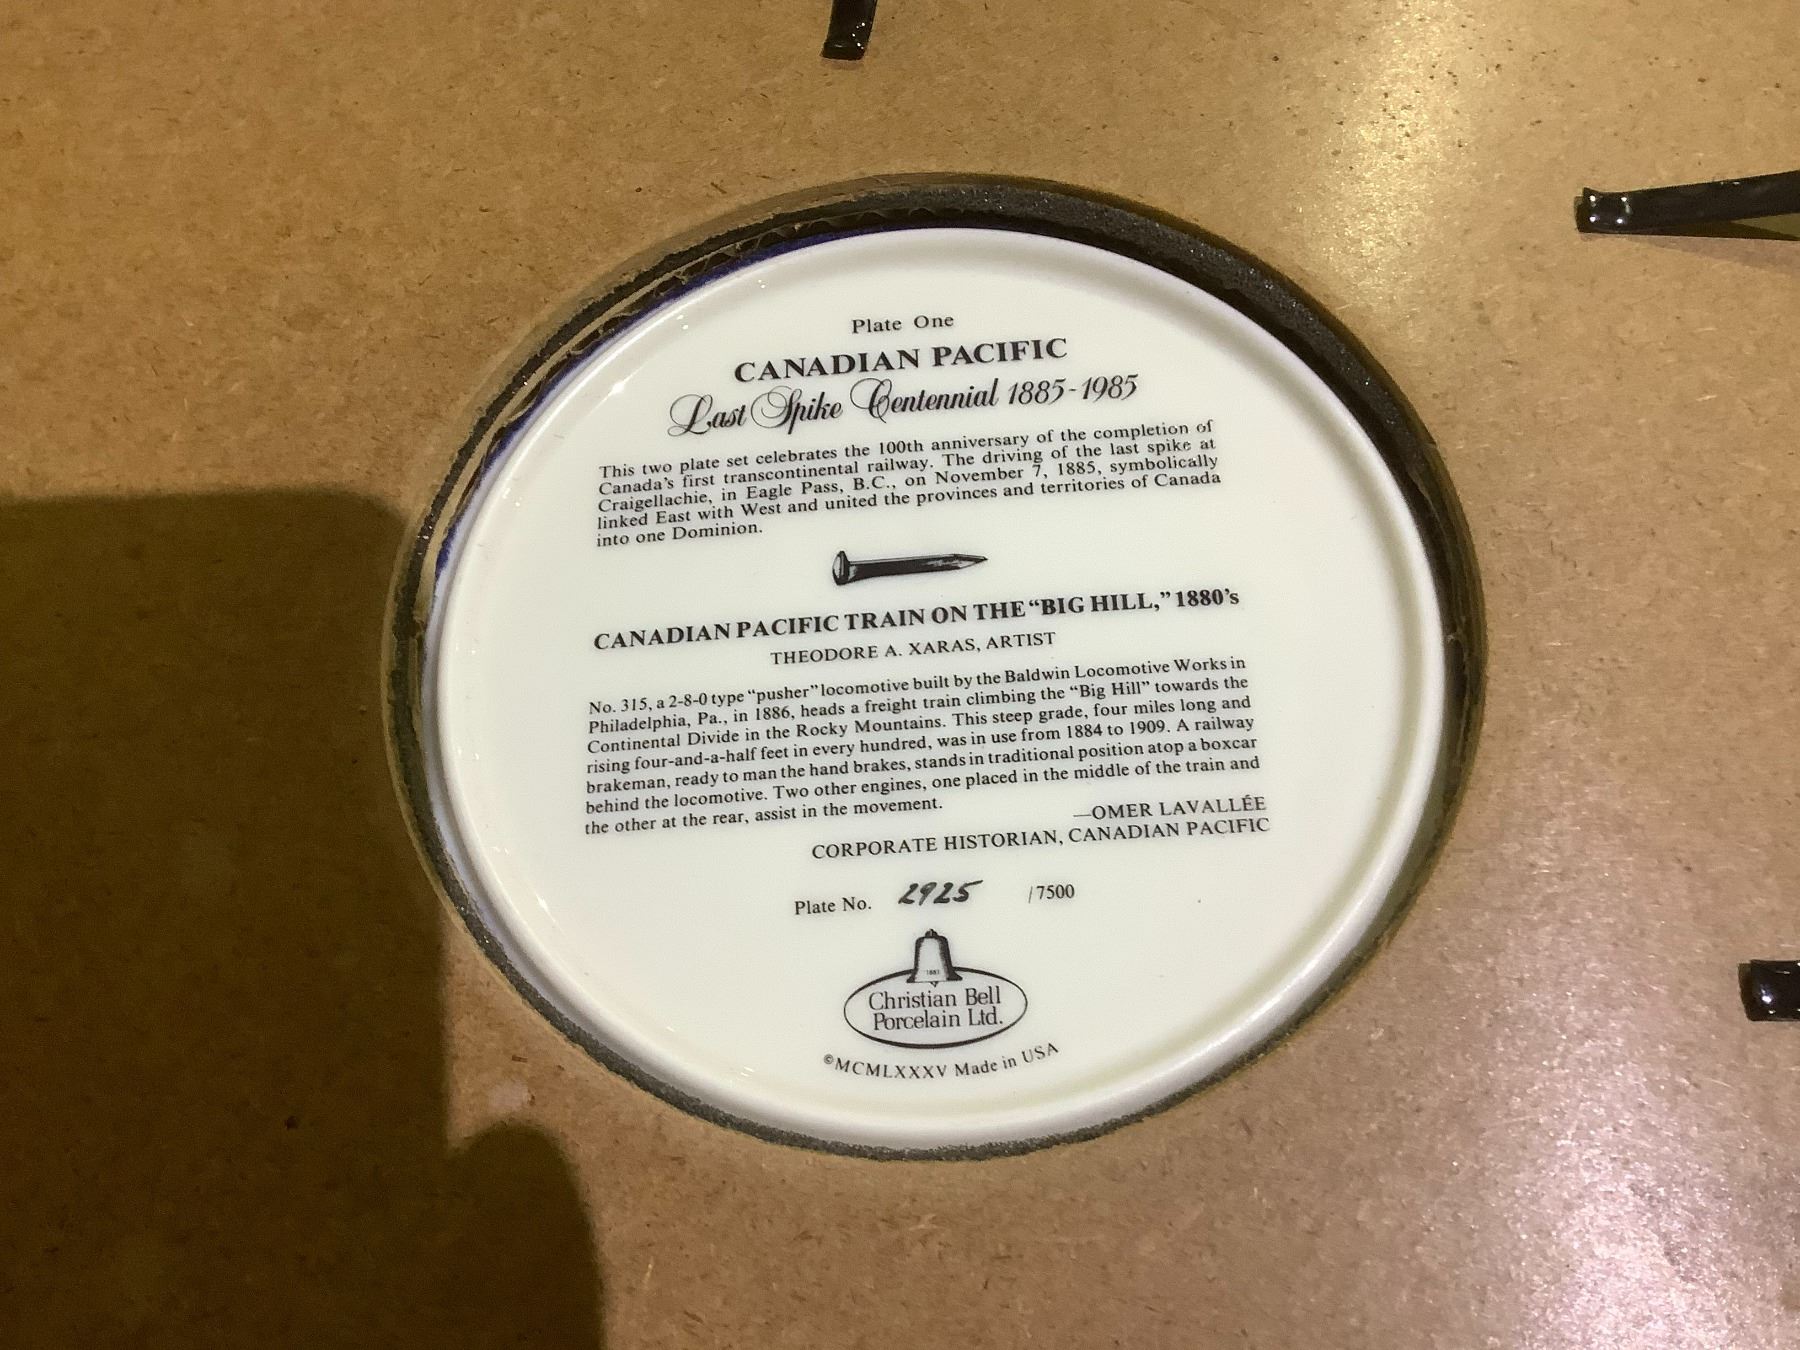 Plate One
CANADIAN PACIFIC
Last Spike Centennial 1885-1985
This two plate set celebrates the 100th anniversary of the completion of
Canada's first transcontinental railway. The driving of the last spike at
Craigellachie, in Eagle Pass, B.C., on November 7, 1885, symbolically
linked East with West and united the provinces and territories of Canada
into one Dominion.
CANADIAN PACIFIC TRAIN ON THE “BIG HILL,” 1880's
THEODORE A. XARAS, ARTIST
No. 315, a 2-8-0 type “pusher” locomotive built by the Baldwin Locomotive Works in
Philadelphia, Pa., in 1886, heads a freight train climbing the “Big Hill” towards the
Continental Divide in the Rocky Mountains. This steep grade, four miles long and
rising four-and-a-half feet in every hundred, was in use from 1884 to 1909. A railway
brakeman, ready to man the hand brakes, stands in traditional position atop a boxcar
behind the locomotive. Two other engines, one placed in the middle of the train and
the other at the rear, assist in the movement.
—OMER LAVALLÉE
CORPORATE HISTORIAN, CANADIAN PACIFIC
Plate No. 2925 /7500
Christian Bell
Porcelain Ltd.
©MCMLXXXV Made in USA